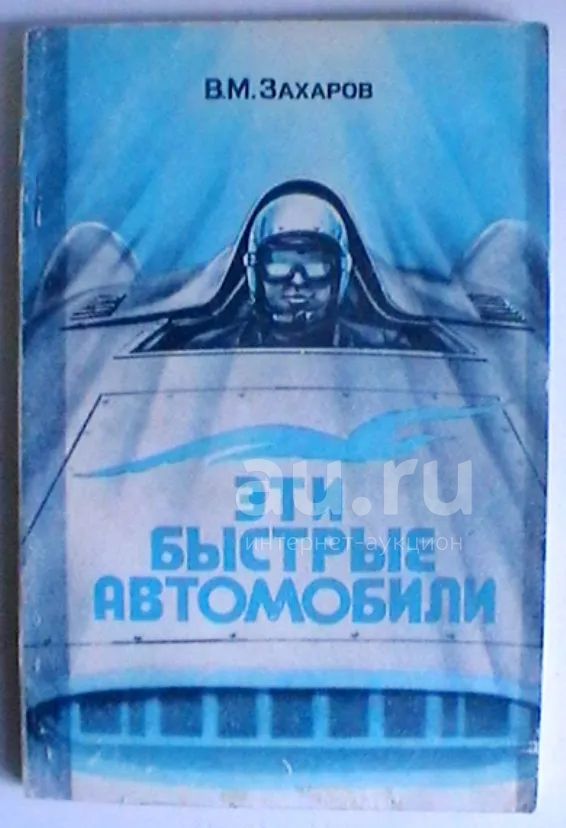 В.М. ЗАХАРОВ
ЭТИ
au.ru
БЫСТРЫЕ
интернет-аукцион
АВТОМОБИЛИ